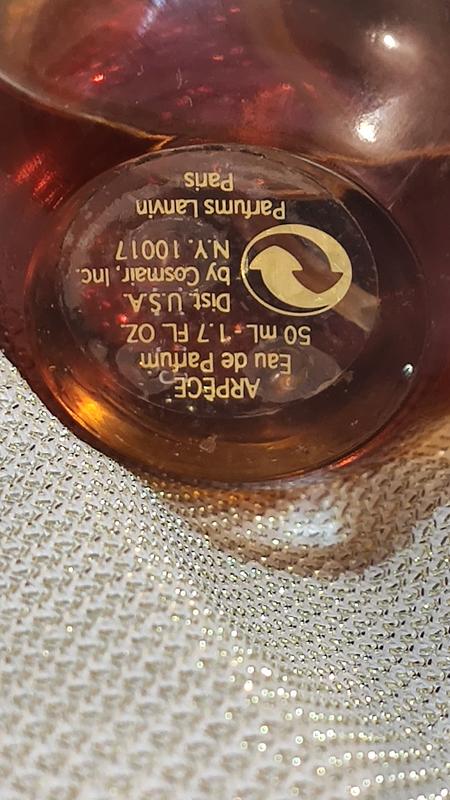 ARPÈGE
Eau de Parfum
50 mL - 1.7 FL OZ
Dist. U.S.A.
by Cosmair, Inc.
N.Y. 10017
Parfums Lanvin
Paris